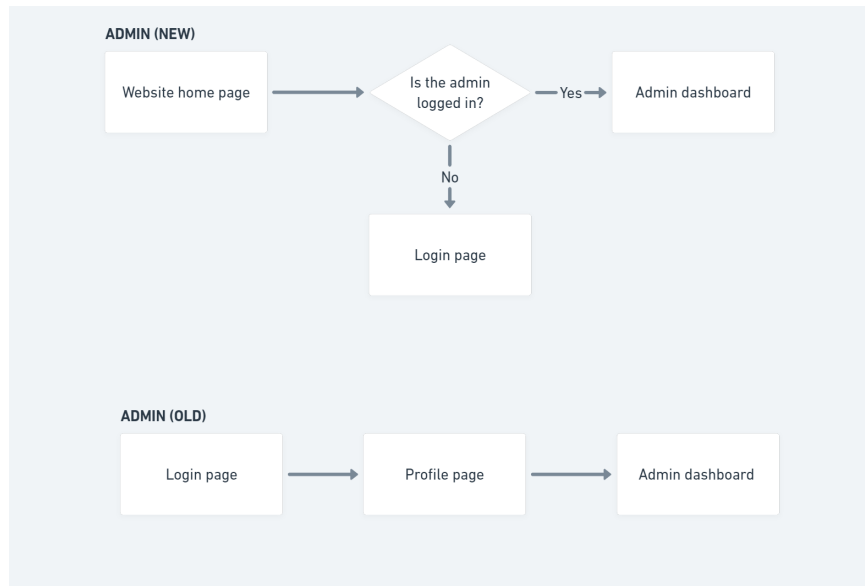 ADMIN (NEW)
Website home page
Is the admin
logged in?
Yes
Admin dashboard
No
Login page
ADMIN (OLD)
Login page
Profile page
Admin dashboard